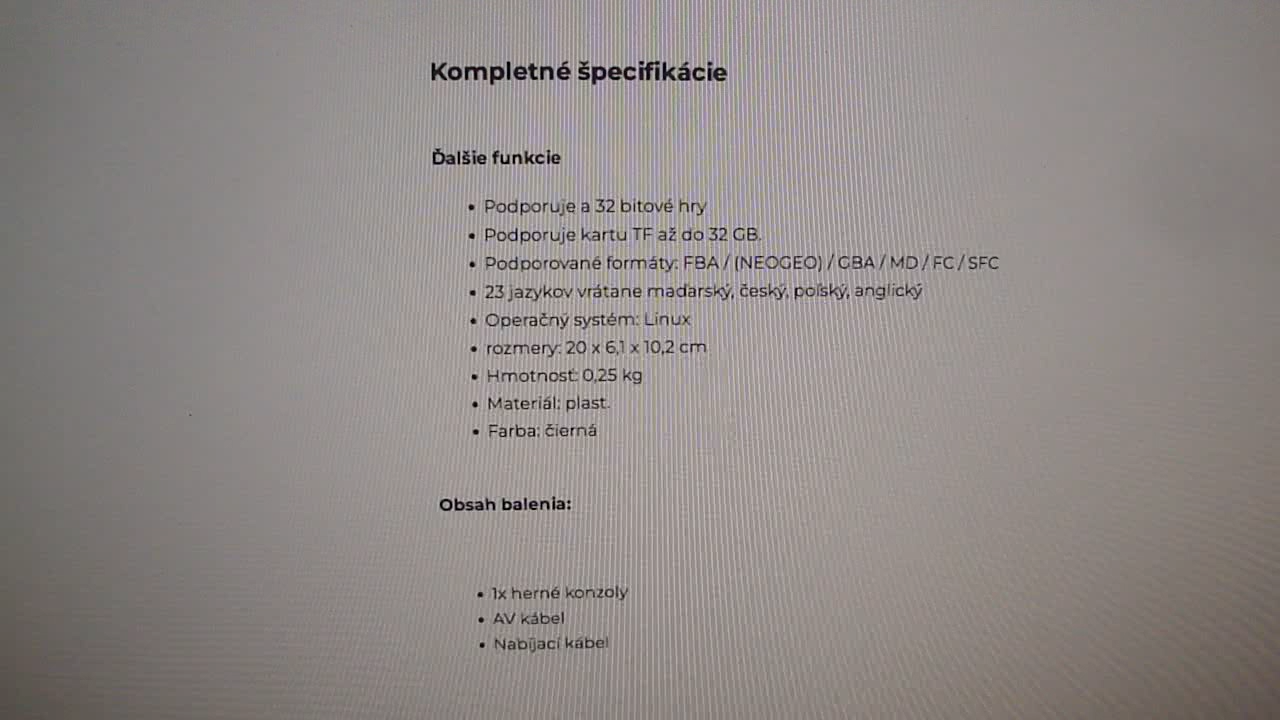 Kompletné špecifikácie
Ďalšie funkcie
• Podporuje a 32 bitové hry
• Podporuje kartu TF až do 32 GB.
• Podporované formáty: FBA / (NEOGEO) / GBA / MD / FC / SFC
• 23 jazykov vrátane maďarský, český, poľský, anglický
• Operačný systém: Linux
• rozmery: 20 x 6,1 x 10,2 cm
• Hmotnosť: 0,25 kg
• Materiál: plast.
• Farba: čierná
Obsah balenia:
• 1x herné konzoly
• AV kábel
• Nabíjací kábel